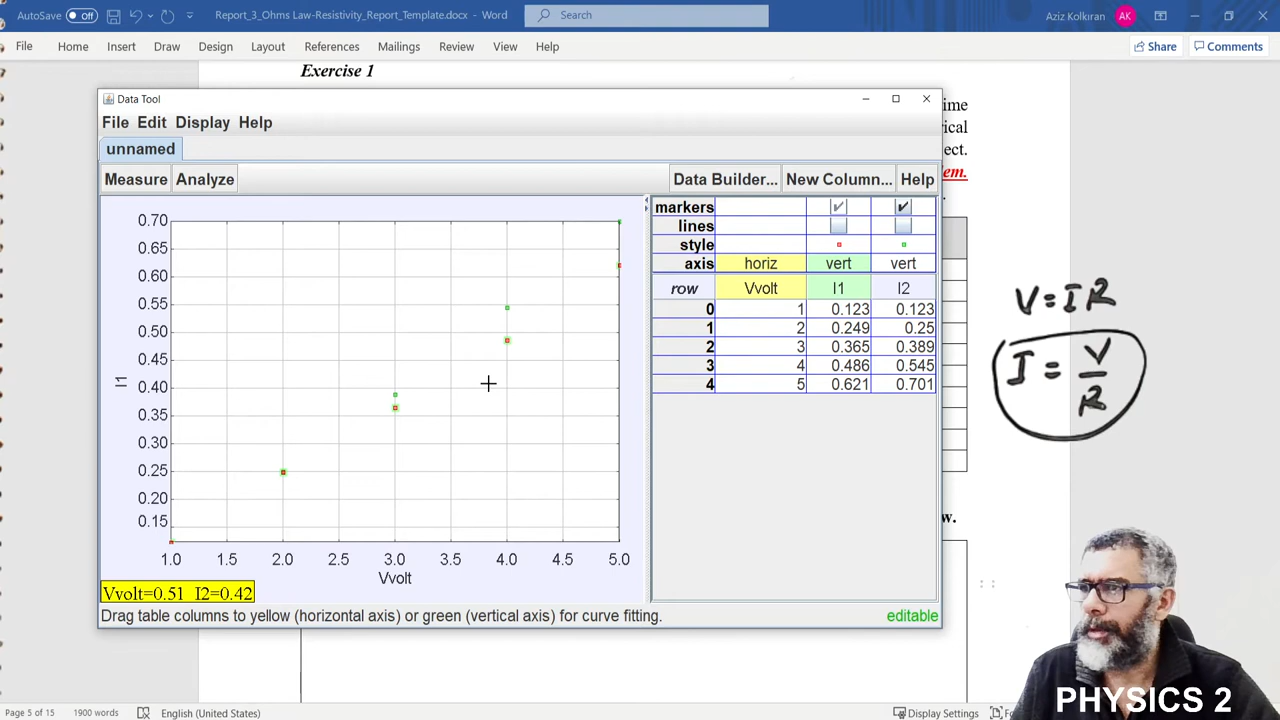 AutoSave Off Report_3_Ohms Law-Resistivity_Report_Template.docx - Word Search Aziz Kolkıran AK
File Home Insert Draw Design Layout References Mailings Review View Help Share Comments
Exercise 1
Data Tool
ime
rical
ect.
em.
File Edit Display Help
unnamed
Measure Analyze Data Builder... New Column... Help
markers
lines
style
axis horiz vert vert
row Vvolt I1 I2
0 1 0.123 0.123
1 2 0.249 0.25
2 3 0.365 0.389
3 4 0.486 0.545
4 5 0.621 0.701
0.70
0.65
0.60
0.55
0.50
0.45
0.40
0.35
0.30
0.25
0.20
0.15
I1
1.0 1.5 2.0 2.5 3.0 3.5 4.0 4.5 5.0
Vvolt
Vvolt=0.51 I2=0.42
Drag table columns to yellow (horizontal axis) or green (vertical axis) for curve fitting. editable
V = I R
I = V
R
w.
PHYSICS 2
Page 5 of 15 1900 words English (United States) Display Settings